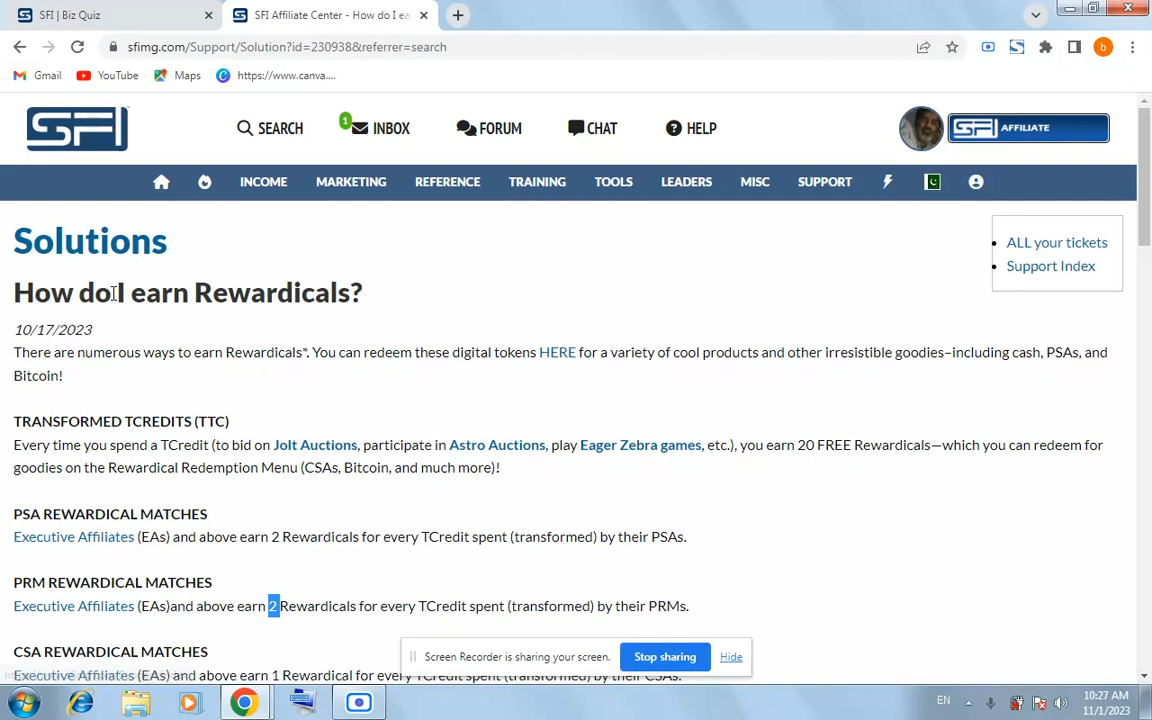 SFI | Biz Quiz
SFI Affiliate Center - How do I ea
sfimg.com/Support/Solution?id=230938&referrer=search
b
Gmail
YouTube
Maps
https://www.canva....
SFI
SEARCH
1
INBOX
FORUM
CHAT
HELP
SFI AFFILIATE
INCOME
MARKETING
REFERENCE
TRAINING
TOOLS
LEADERS
MISC
SUPPORT
Solutions
ALL your tickets
Support Index
How do I earn Rewardicals?
10/17/2023
There are numerous ways to earn Rewardicals*. You can redeem these digital tokens HERE for a variety of cool products and other irresistible goodies–including cash, PSAs, and
Bitcoin!
TRANSFORMED TCREDITS (TTC)
Every time you spend a TCredit (to bid on Jolt Auctions, participate in Astro Auctions, play Eager Zebra games, etc.), you earn 20 FREE Rewardicals—which you can redeem for
goodies on the Rewardical Redemption Menu (CSAs, Bitcoin, and much more)!
PSA REWARDICAL MATCHES
Executive Affiliates (EAs) and above earn 2 Rewardicals for every TCredit spent (transformed) by their PSAs.
PRM REWARDICAL MATCHES
Executive Affiliates (EAs)and above earn 2 Rewardicals for every TCredit spent (transformed) by their PRMs.
CSA REWARDICAL MATCHES
Executive Affiliates (EAs) and above earn 1 Rewardical for every TCredit spent (transformed) by their CSAs.
Screen Recorder is sharing your screen.
Stop sharing
Hide
EN
10:27 AM
11/1/2023